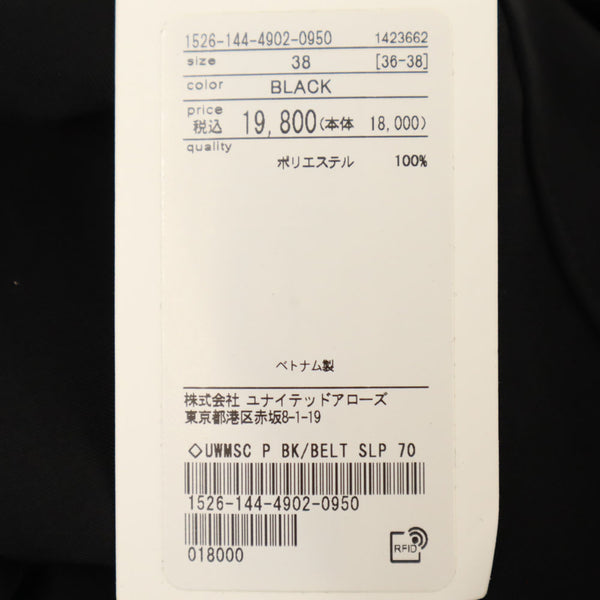 1526-144-4902-0950 1423662
size 38 [36-38]
color BLACK
price
税込 19,800(本体 18,000)
quality
ポリエステル 100%
ベトナム製
株式会社 ユナイテッドアローズ
東京都港区赤坂8-1-19
◇UWMSC P BK/BELT SLP 70
1526-144-4902-0950
018000
RFID